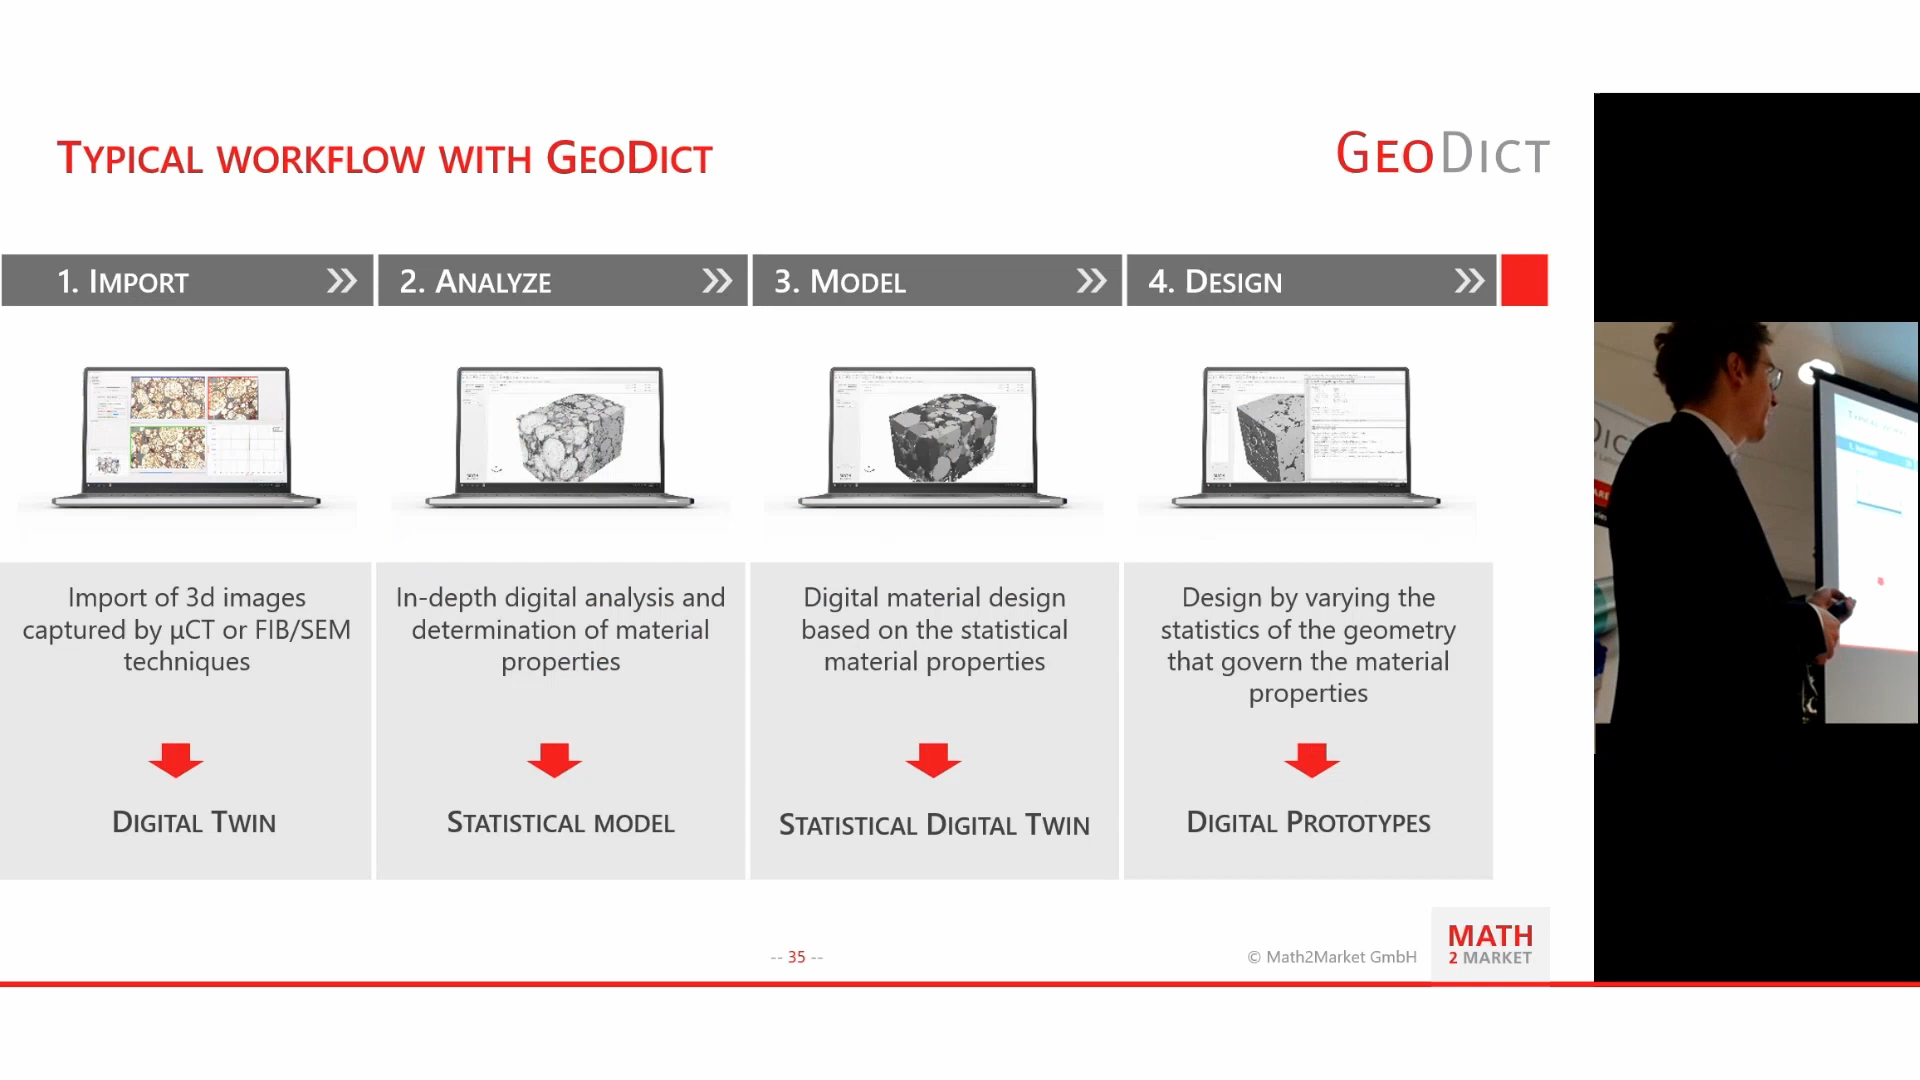 TYPICAL WORKFLOW WITH GEODICT
GEODICT
1. IMPORT
2. ANALYZE
3. MODEL
4. DESIGN
Import of 3d images
captured by µCT or FIB/SEM
techniques
DIGITAL TWIN
In-depth digital analysis and
determination of material
properties
STATISTICAL MODEL
Digital material design
based on the statistical
material properties
STATISTICAL DIGITAL TWIN
Design by varying the
statistics of the geometry
that govern the material
properties
DIGITAL PROTOTYPES
-- 35 --
© Math2Market GmbH
MATH
2 MARKET